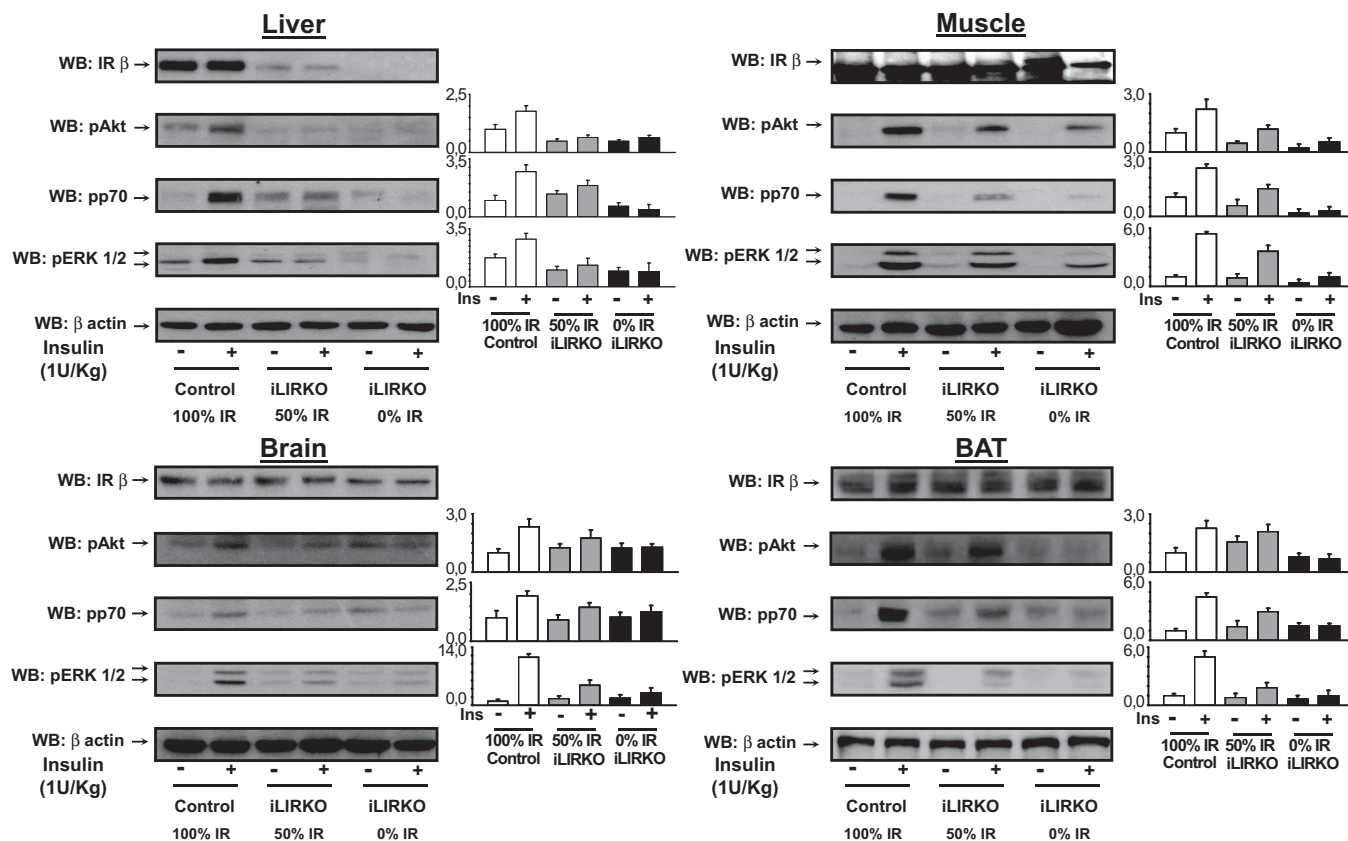 Liver
WB: IR β →
WB: pAkt →
2,5
0,0
WB: pp70 →
3,5
0,0
WB: pERK 1/2 →
3,5
0,0
Ins - + - + - +
WB: β actin →
100% IR 50% IR 0% IR
Control iLIRKO iLIRKO
Insulin - + - + - +
(1U/Kg)
Control iLIRKO iLIRKO
100% IR 50% IR 0% IR
Muscle
WB: IR β →
WB: pAkt →
3,0
0,0
WB: pp70 →
3,0
0,0
WB: pERK 1/2 →
6,0
0,0
Ins - + - + - +
WB: β actin →
100% IR 50% IR 0% IR
Control iLIRKO iLIRKO
Insulin - + - + - +
(1U/Kg)
Control iLIRKO iLIRKO
100% IR 50% IR 0% IR
Brain
WB: IR β →
WB: pAkt →
3,0
0,0
WB: pp70 →
2,5
0,0
WB: pERK 1/2 →
14,0
0,0
Ins - + - + - +
WB: β actin →
100% IR 50% IR 0% IR
Control iLIRKO iLIRKO
Insulin - + - + - +
(1U/Kg)
Control iLIRKO iLIRKO
100% IR 50% IR 0% IR
BAT
WB: IR β →
WB: pAkt →
3,0
0,0
WB: pp70 →
6,0
0,0
WB: pERK 1/2 →
6,0
0,0
Ins - + - + - +
WB: β actin →
100% IR 50% IR 0% IR
Control iLIRKO iLIRKO
Insulin - + - + - +
(1U/Kg)
Control iLIRKO iLIRKO
100% IR 50% IR 0% IR